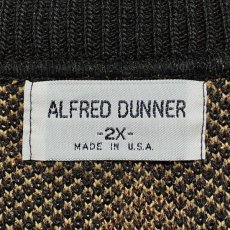 ALFRED DUNNER
-2X-
MADE IN U.S.A.